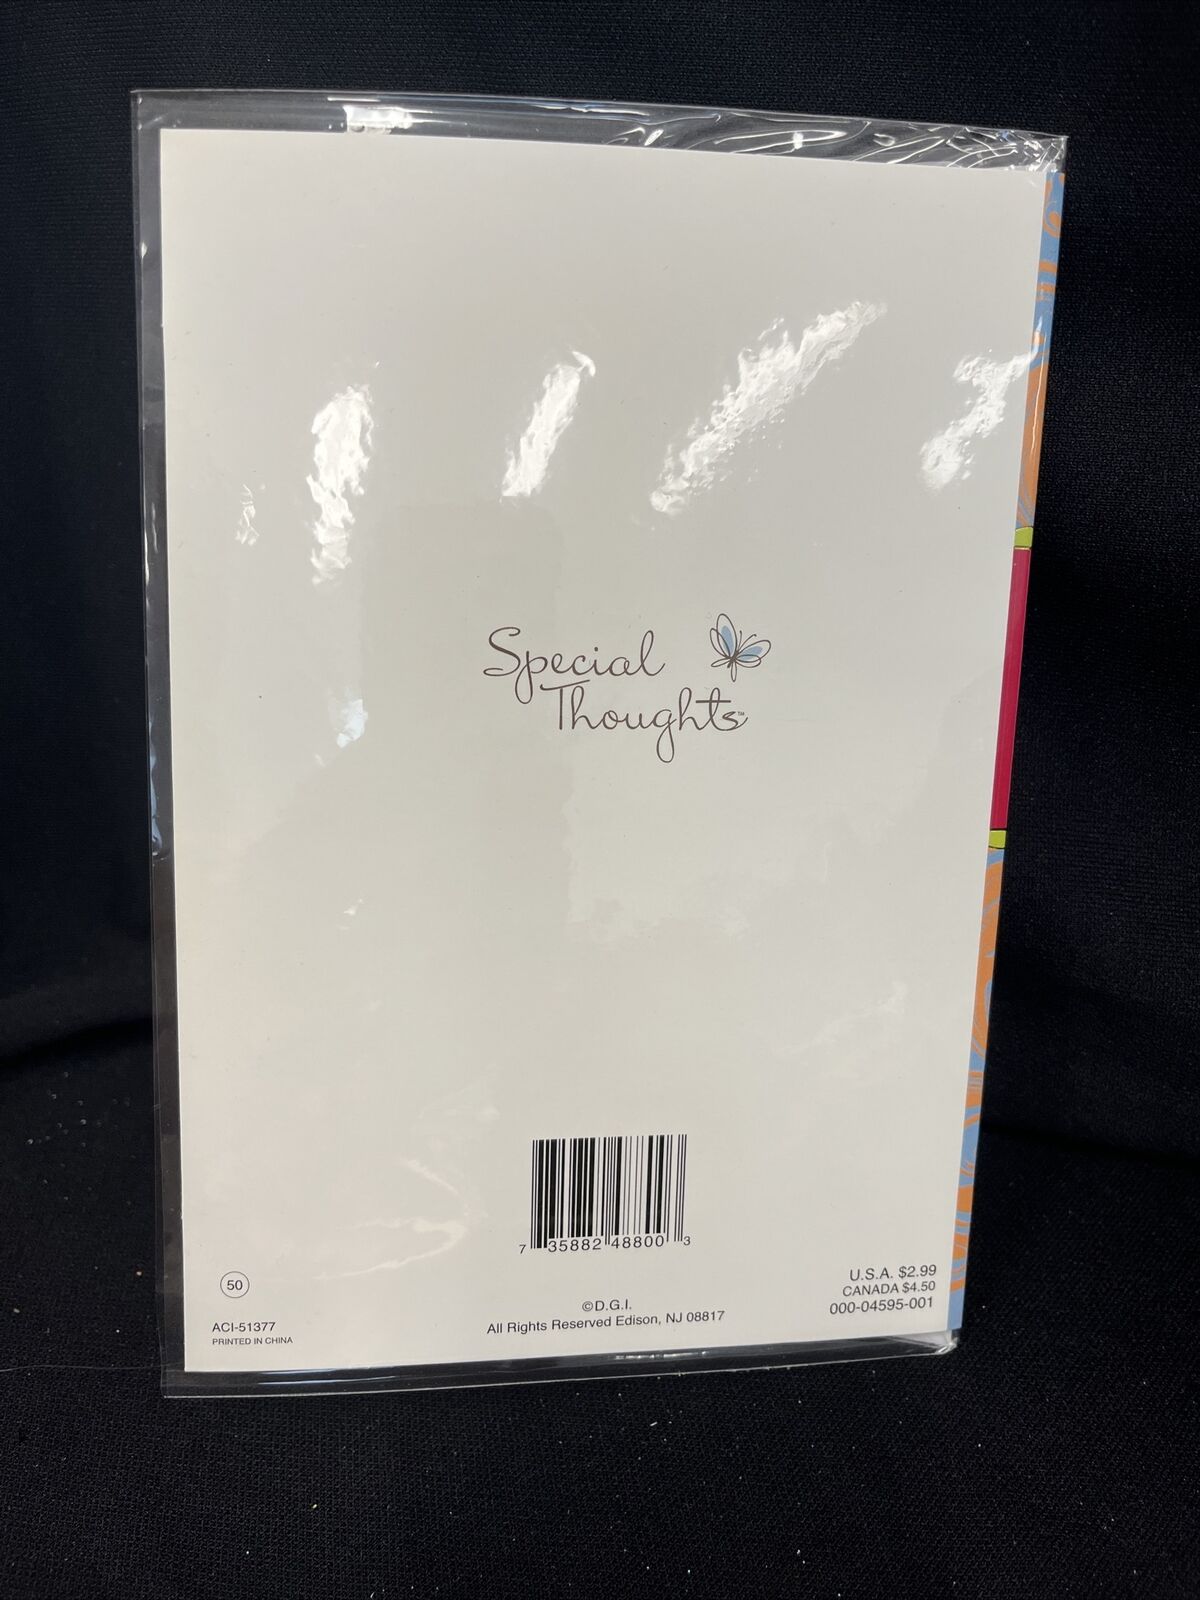 Special
Thoughts™
7 35882 48800 3
50
ACI-51377
PRINTED IN CHINA
©D.G.I.
All Rights Reserved Edison, NJ 08817
U.S.A. $2.99
CANADA $4.50
000-04595-001